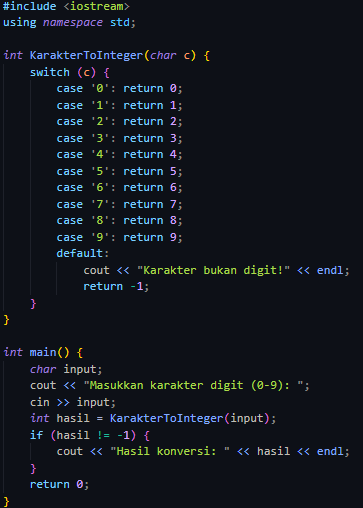 #include <iostream>
using namespace std;

int KarakterToInteger(char c) {
    switch (c) {
        case '0': return 0;
        case '1': return 1;
        case '2': return 2;
        case '3': return 3;
        case '4': return 4;
        case '5': return 5;
        case '6': return 6;
        case '7': return 7;
        case '8': return 8;
        case '9': return 9;
        default:
            cout << "Karakter bukan digit!" << endl;
            return -1;
    }
}

int main() {
    char input;
    cout << "Masukkan karakter digit (0-9): ";
    cin >> input;
    int hasil = KarakterToInteger(input);
    if (hasil != -1) {
        cout << "Hasil konversi: " << hasil << endl;
    }
    return 0;
}